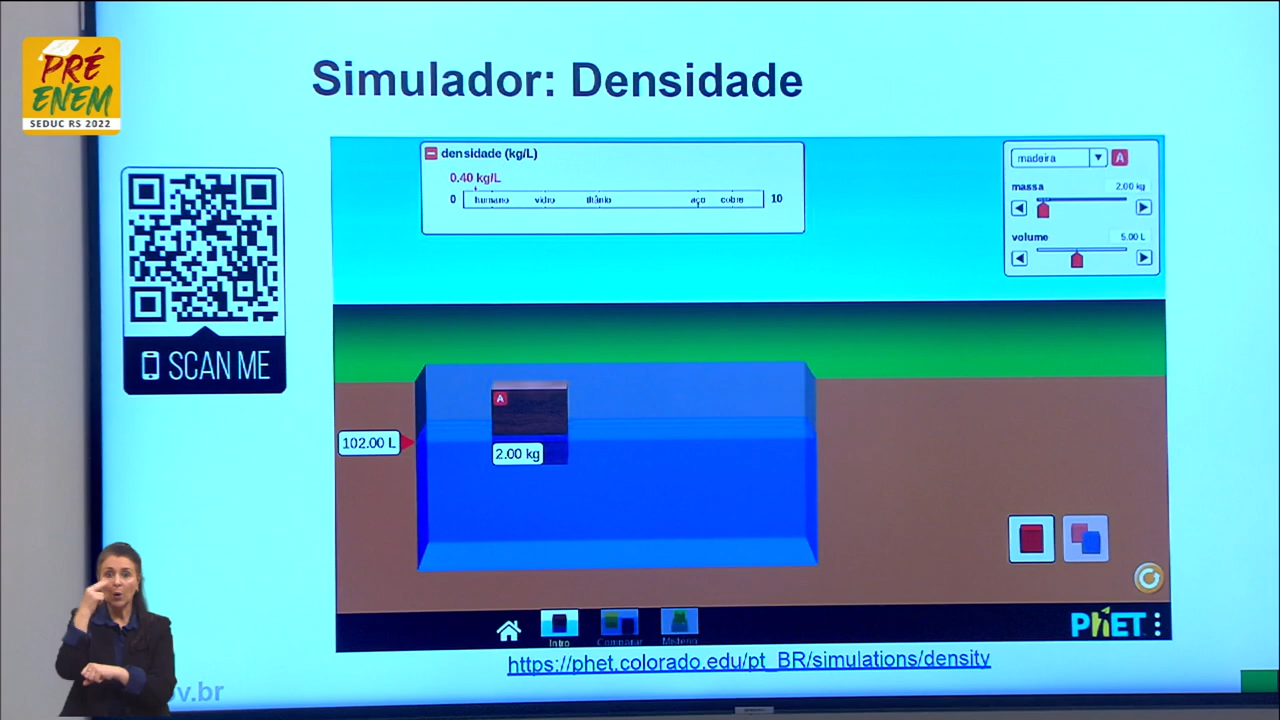 PRÉ
ENEM
SEDUC RS 2022
Simulador: Densidade
SCAN ME
densidade (kg/L)
0.40 kg/L
0 humano vidro titânio aço cobre 10
madeira A
massa 2.00 kg
volume 5.00 L
A
102.00 L
2.00 kg
Intro Comparar Mistério
PhET
https://phet.colorado.edu/pt_BR/simulations/density
ov.br